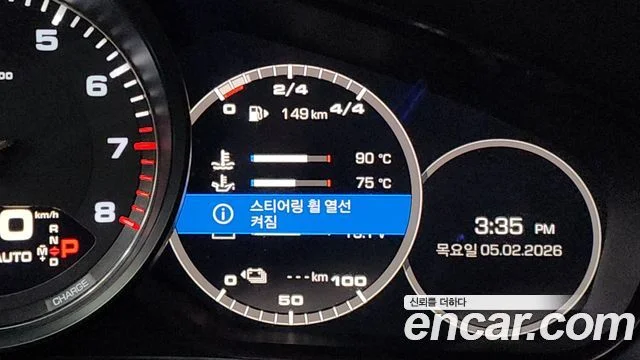 5
6
7
8
00
0 km/h
AUTO
R
N
M D
P
CHARGE
2/4
0 4/4
149 km
90 °C
75 °C
스티어링 휠 열선
켜짐
0 ---km 100
50
3:35 PM
목요일 05.02.2026
신뢰를 더하다
encar.com